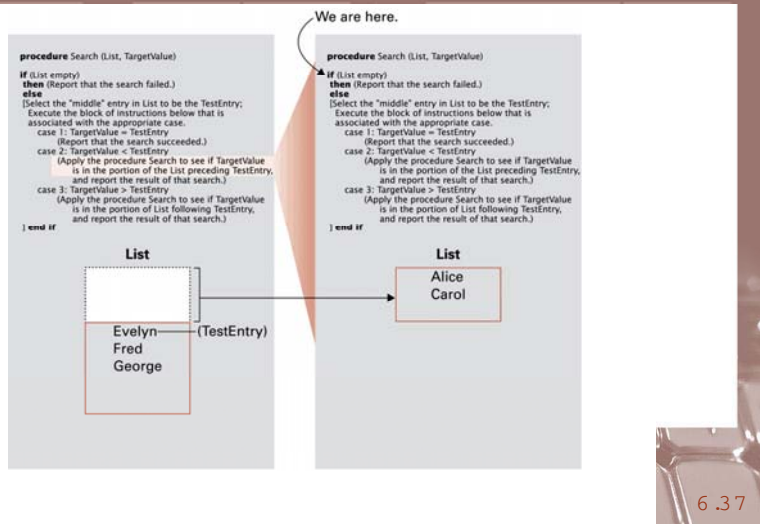 We are here.
procedure Search (List, TargetValue)
if (List empty)
then (Report that the search failed.)
else
[Select the "middle" entry in List to be the TestEntry;
Execute the block of instructions below that is
associated with the appropriate case.
case 1: TargetValue = TestEntry
(Report that the search succeeded.)
case 2: TargetValue < TestEntry
(Apply the procedure Search to see if TargetValue
is in the portion of the List preceding TestEntry,
and report the result of that search.)
case 3: TargetValue > TestEntry
(Apply the procedure Search to see if TargetValue
is in the portion of List following TestEntry,
and report the result of that search.)
] end if
List
Evelyn (TestEntry)
Fred
George
procedure Search (List, TargetValue)
if (List empty)
then (Report that the search failed.)
else
[Select the "middle" entry in List to be the TestEntry;
Execute the block of instructions below that is
associated with the appropriate case.
case 1: TargetValue = TestEntry
(Report that the search succeeded.)
case 2: TargetValue < TestEntry
(Apply the procedure Search to see if TargetValue
is in the portion of the List preceding TestEntry,
and report the result of that search.)
case 3: TargetValue > TestEntry
(Apply the procedure Search to see if TargetValue
is in the portion of List following TestEntry,
and report the result of that search.)
] end if
List
Alice
Carol
6.37